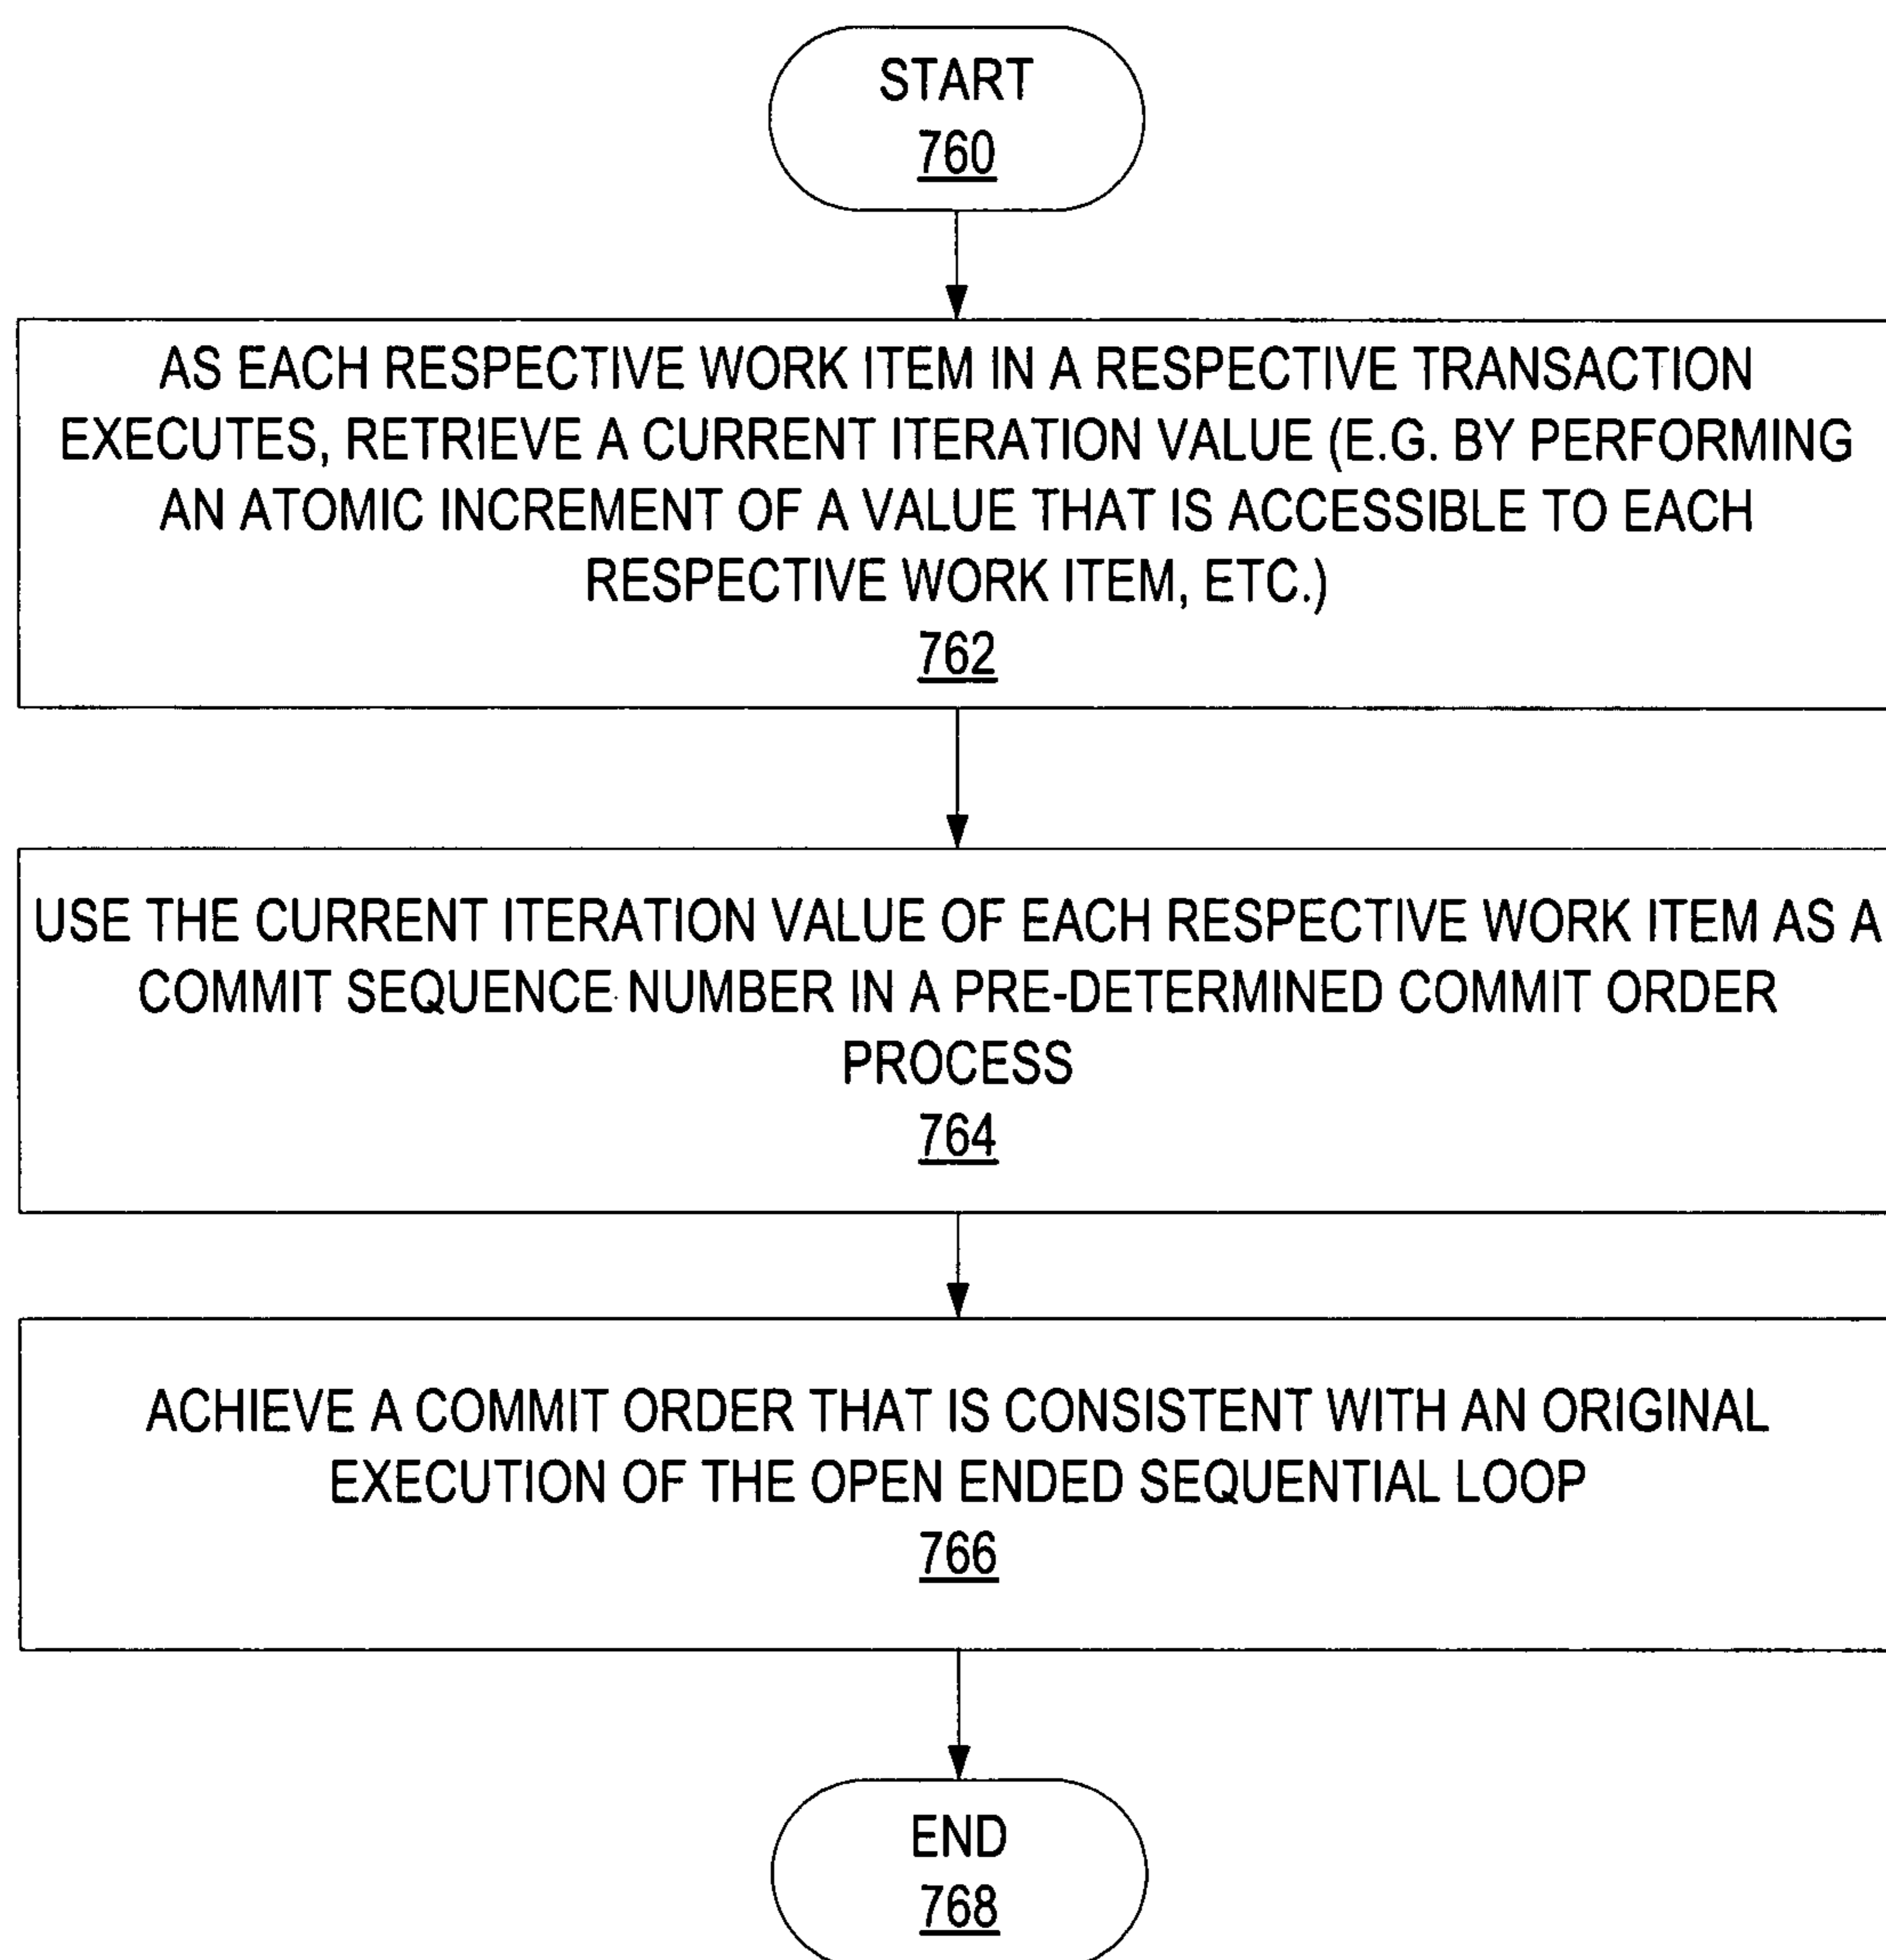 START
760
AS EACH RESPECTIVE WORK ITEM IN A RESPECTIVE TRANSACTION
EXECUTES, RETRIEVE A CURRENT ITERATION VALUE (E.G. BY PERFORMING
AN ATOMIC INCREMENT OF A VALUE THAT IS ACCESSIBLE TO EACH
RESPECTIVE WORK ITEM, ETC.)
762
USE THE CURRENT ITERATION VALUE OF EACH RESPECTIVE WORK ITEM AS A
COMMIT SEQUENCE NUMBER IN A PRE-DETERMINED COMMIT ORDER
PROCESS
764
ACHIEVE A COMMIT ORDER THAT IS CONSISTENT WITH AN ORIGINAL
EXECUTION OF THE OPEN ENDED SEQUENTIAL LOOP
766
END
768